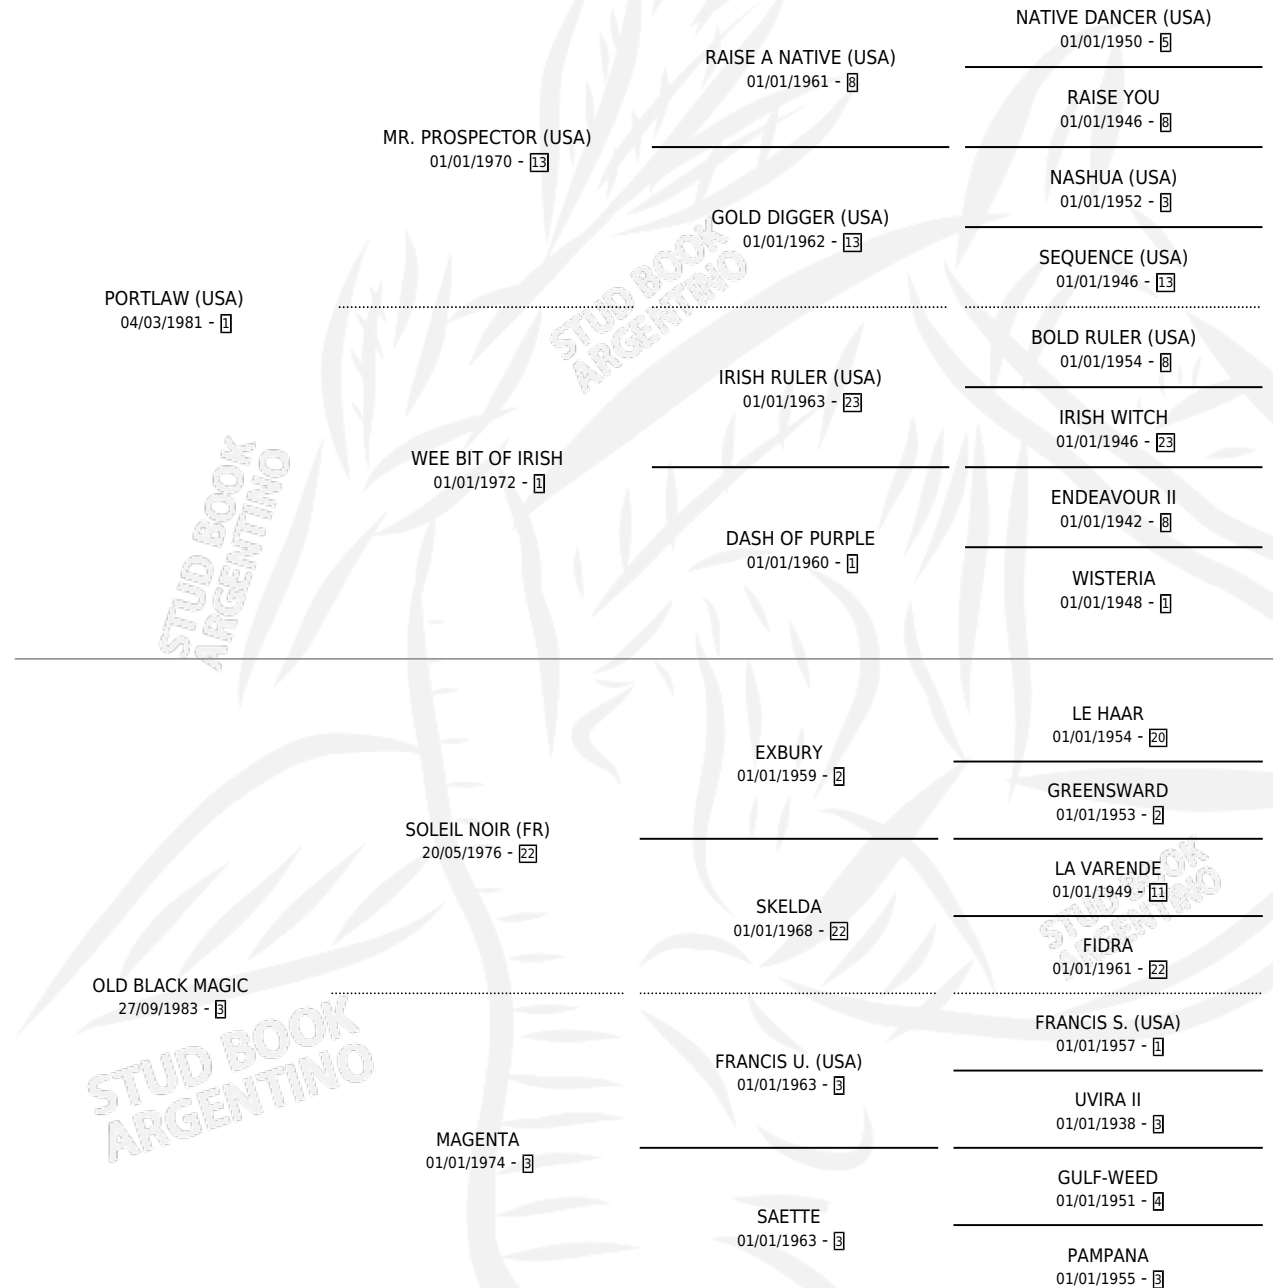 NATIVE DANCER (USA)
01/01/1950 - 5
RAISE A NATIVE (USA)
01/01/1961 - 8
RAISE YOU
01/01/1946 - 8
MR. PROSPECTOR (USA)
01/01/1970 - 13
NASHUA (USA)
01/01/1952 - 3
GOLD DIGGER (USA)
01/01/1962 - 13
SEQUENCE (USA)
01/01/1946 - 13
PORTLAW (USA)
04/03/1981 - 1
BOLD RULER (USA)
01/01/1954 - 8
IRISH RULER (USA)
01/01/1963 - 23
IRISH WITCH
01/01/1946 - 23
WEE BIT OF IRISH
01/01/1972 - 1
ENDEAVOUR II
01/01/1942 - 8
DASH OF PURPLE
01/01/1960 - 1
WISTERIA
01/01/1948 - 1
LE HAAR
01/01/1954 - 20
EXBURY
01/01/1959 - 2
GREENSWARD
01/01/1953 - 2
SOLEIL NOIR (FR)
20/05/1976 - 22
LA VARENDE
01/01/1949 - 11
SKELDA
01/01/1968 - 22
FIDRA
01/01/1961 - 22
OLD BLACK MAGIC
27/09/1983 - 3
FRANCIS S. (USA)
01/01/1957 - 1
FRANCIS U. (USA)
01/01/1963 - 3
UVIRA II
01/01/1938 - 3
MAGENTA
01/01/1974 - 3
GULF-WEED
01/01/1951 - 4
SAETTE
01/01/1963 - 3
PAMPANA
01/01/1955 - 3
STUD BOOK
ARGENTINO
STUD BOOK
ARGENTINO
STUD BOOK
ARGENTINO
STUD BOOK
ARGENTINO